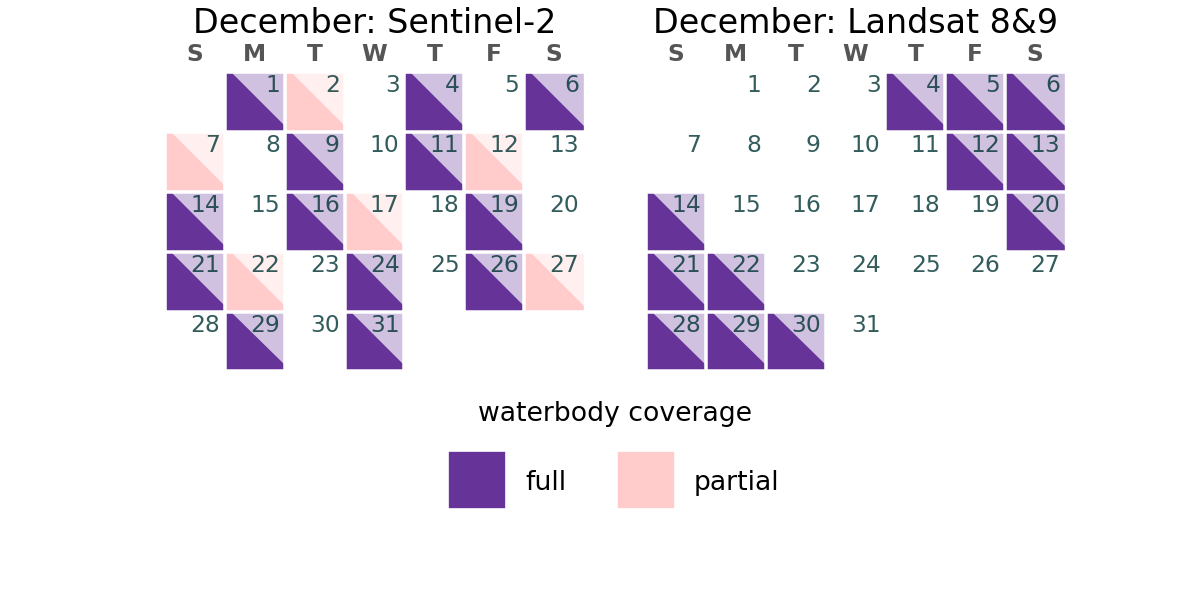 December: Sentinel-2
S M T W T F S
1 2 3 4 5 6
7 8 9 10 11 12 13
14 15 16 17 18 19 20
21 22 23 24 25 26 27
28 29 30 31
December: Landsat 8&9
S M T W T F S
1 2 3 4 5 6
7 8 9 10 11 12 13
14 15 16 17 18 19 20
21 22 23 24 25 26 27
28 29 30 31
waterbody coverage
full partial